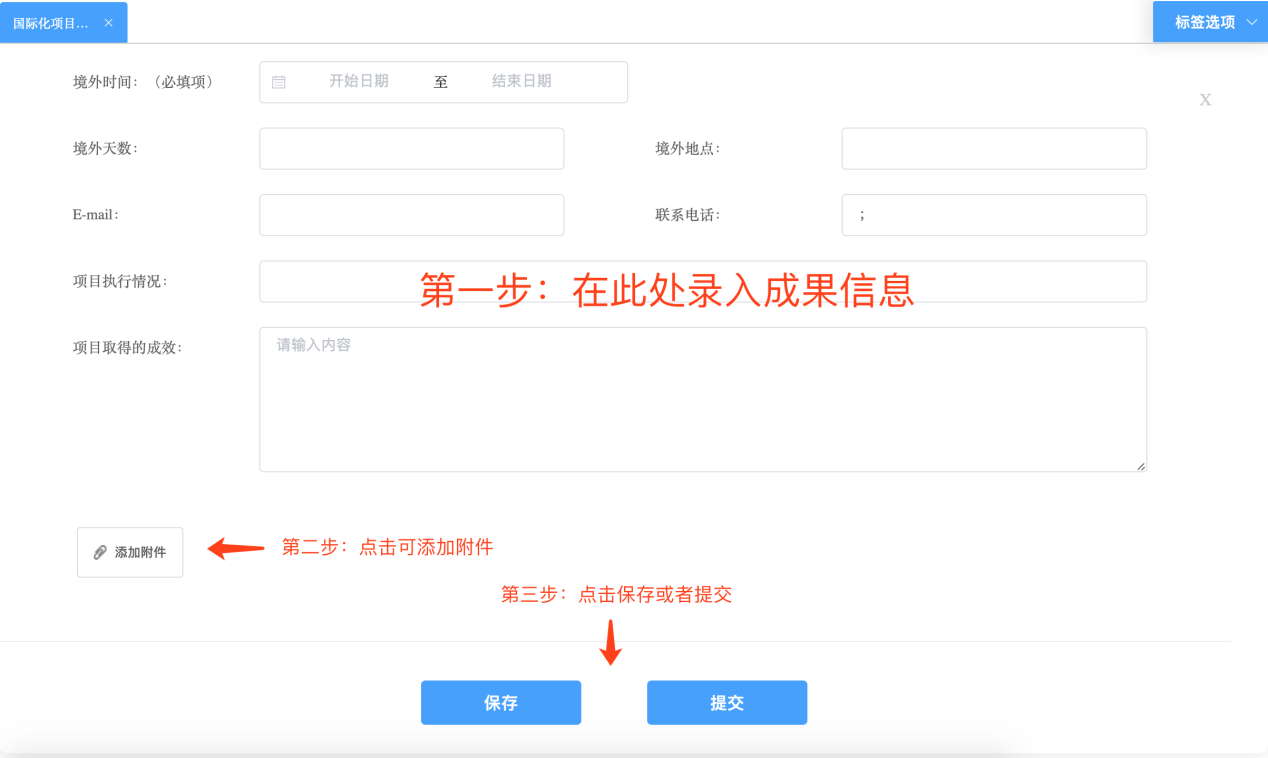 国际化项目... ×
标签选项
境外时间：（必填项） 开始日期 至 结束日期
x
境外天数： 境外地点：
E-mail： 联系电话： ；
项目执行情况：
第一步：在此处录入成果信息
项目取得的成效： 请输入内容
添加附件 第二步：点击可添加附件
第三步：点击保存或者提交
保存 提交